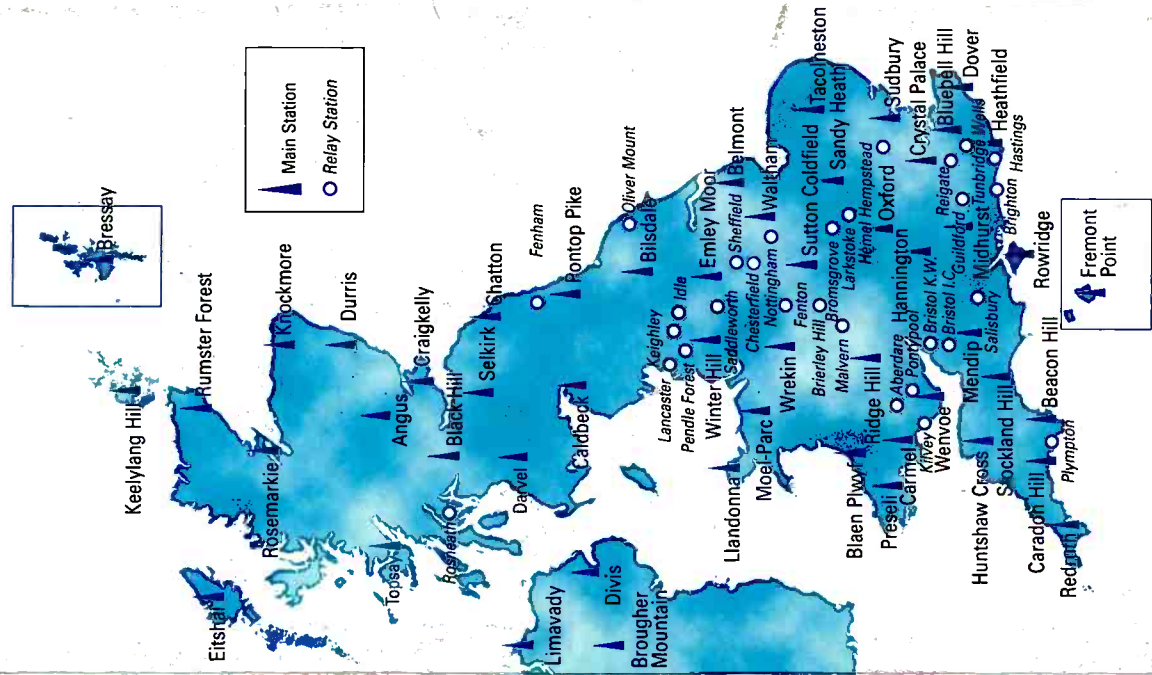 Main Station
Relay Station
Bressay
Keelylang Hill
Rumster Forest
Knockmore
Rosemarkie
Durris
Eitshal
Craigkelly
Angus
Black Hill
Topsay
Rosneath
Chatton
Selkirk
Darvel
Fenham
Pontop Pike
Caldbeck
Limavady
Divis
Brougher
Mountain
Oliver Mount
Bilsdale
Lancaster
Keighley
Idle
Pendle Forest
Emley Moor
Belmont
Winter Hill
Saddleworth
Sheffield
Chesterfield
Waltham
Nottingham
Llandonna
Moel-Parc
Wrekin
Fenton
Sutton Coldfield
Tacolneston
Sandy Heath
Brierley Hill
Bromsgrove
Malvern
Larkstoke
Hemel Hempstead
Blaen Plwyf
Ridge Hill
Oxford
Sudbury
Preseli
Carmel
Aberdare
Pontypool
Hannington
Crystal Palace
Kilvey
Wenvoe
Bristol K.W.
Bristol I.C.
Reigate
Bluebell Hill
Guildford
Tunbridge Wells
Dover
Huntshaw Cross
Mendip
Salisbury
Midhurst
Heathfield
Stockland Hill
Brighton
Hastings
Caradon Hill
Beacon Hill
Rowridge
Redruth
Plympton
Fremont
Point